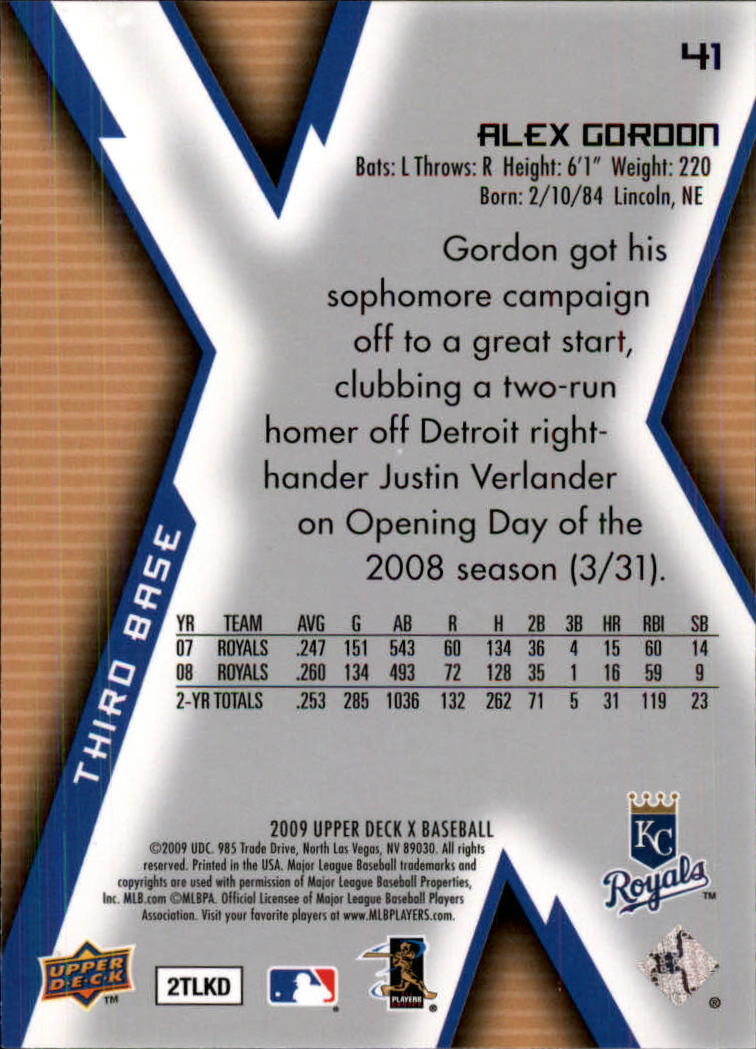 41
ALEX GORDON
Bats: L Throws: R Height: 6'1" Weight: 220
Born: 2/10/84 Lincoln, NE
Gordon got his
sophomore campaign
off to a great start,
clubbing a two-run
homer off Detroit right-
hander Justin Verlander
on Opening Day of the
2008 season (3/31).
THIRD BASE
YR TEAM AVG G AB R H 2B 3B HR RBI SB
07 ROYALS .247 151 543 60 134 36 4 15 60 14
08 ROYALS .260 134 493 72 128 35 1 16 59 9
2-YR TOTALS .253 285 1036 132 262 71 5 31 119 23
2009 UPPER DECK X BASEBALL
©2009 UDC. 985 Trade Drive, North Las Vegas, NV 89030. All rights
reserved. Printed in the USA. Major League Baseball trademarks and
copyrights are used with permission of Major League Baseball Properties,
Inc. MLB.com ©MLBPA. Official Licensee of Major League Baseball Players
Association. Visit your favorite players at www.MLBPLAYERS.com.
KC
Royals
TM
UPPER
D·E·C·K
TM
2TLKD
®
PLAYERS
CHOICE
®
®